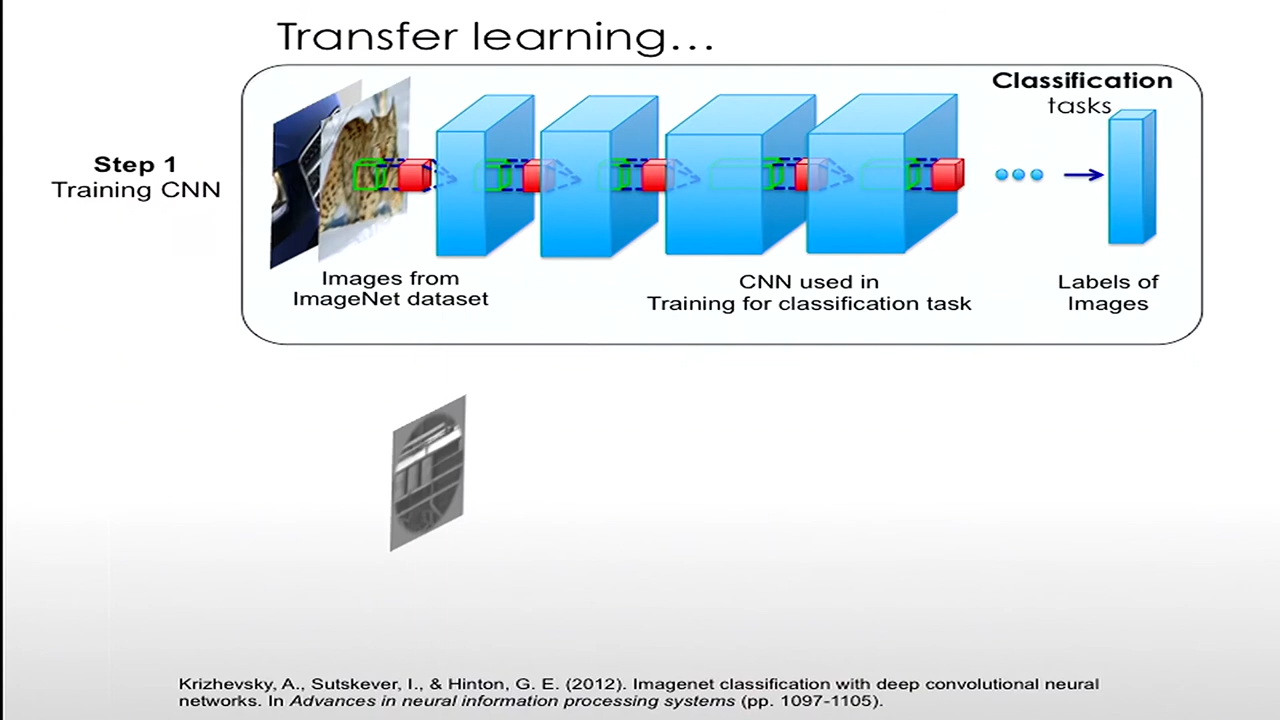 Transfer learning...
Classification
tasks
Step 1
Training CNN
Images from
ImageNet dataset
CNN used in
Training for classification task
Labels of
Images
Krizhevsky, A., Sutskever, I., & Hinton, G. E. (2012). Imagenet classification with deep convolutional neural
networks. In Advances in neural information processing systems (pp. 1097-1105).